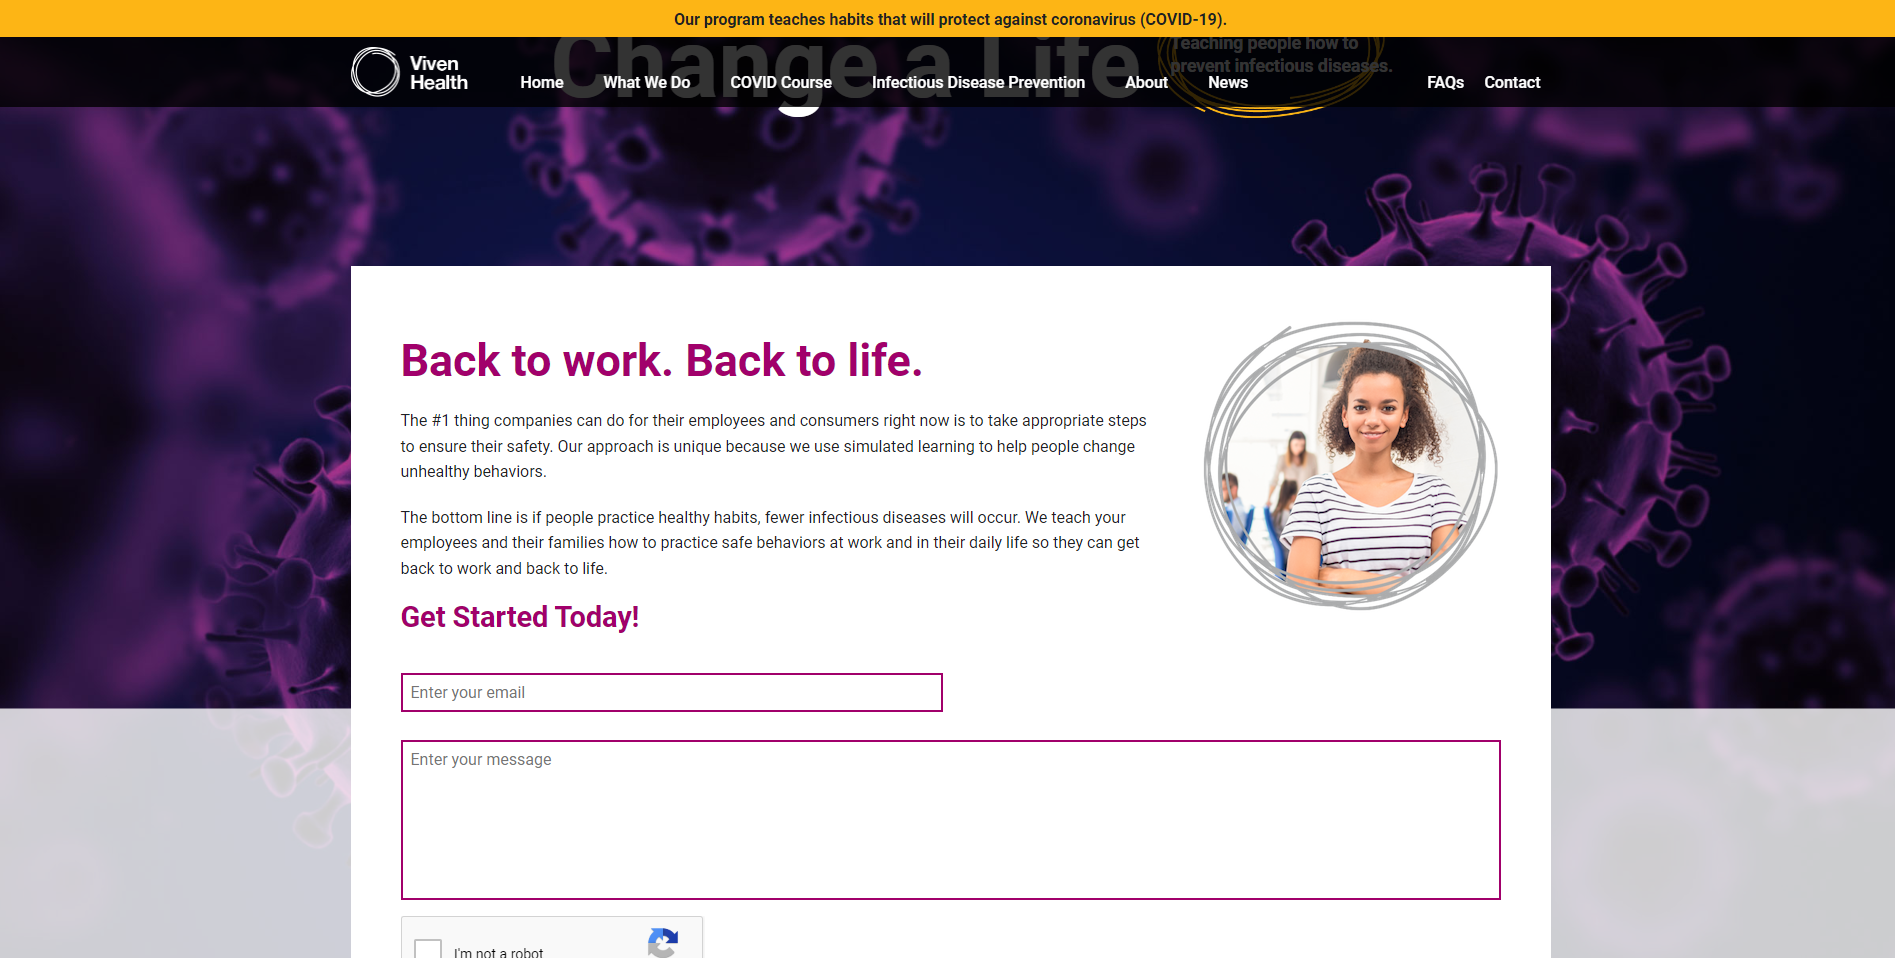 Our program teaches habits that will protect against coronavirus (COVID-19).
Change a Life
Teaching people how to
prevent infectious diseases.
Viven
Health
Home
What We Do
COVID Course
Infectious Disease Prevention
About
News
FAQs
Contact
Back to work. Back to life.
The #1 thing companies can do for their employees and consumers right now is to take appropriate steps
to ensure their safety. Our approach is unique because we use simulated learning to help people change
unhealthy behaviors.
The bottom line is if people practice healthy habits, fewer infectious diseases will occur. We teach your
employees and their families how to practice safe behaviors at work and in their daily life so they can get
back to work and back to life.
Get Started Today!
Enter your email
Enter your message
I'm not a robot